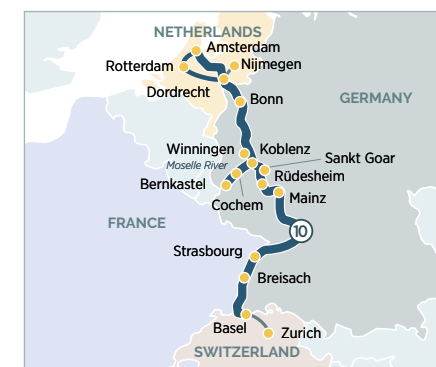 NETHERLANDS
Amsterdam
Rotterdam
Nijmegen
Dordrecht
Bonn
GERMANY
Winningen
Koblenz
Moselle River
Sankt Goar
Rüdesheim
Bernkastel
Cochem
Mainz
FRANCE
10
Strasbourg
Breisach
Basel
Zurich
SWITZERLAND